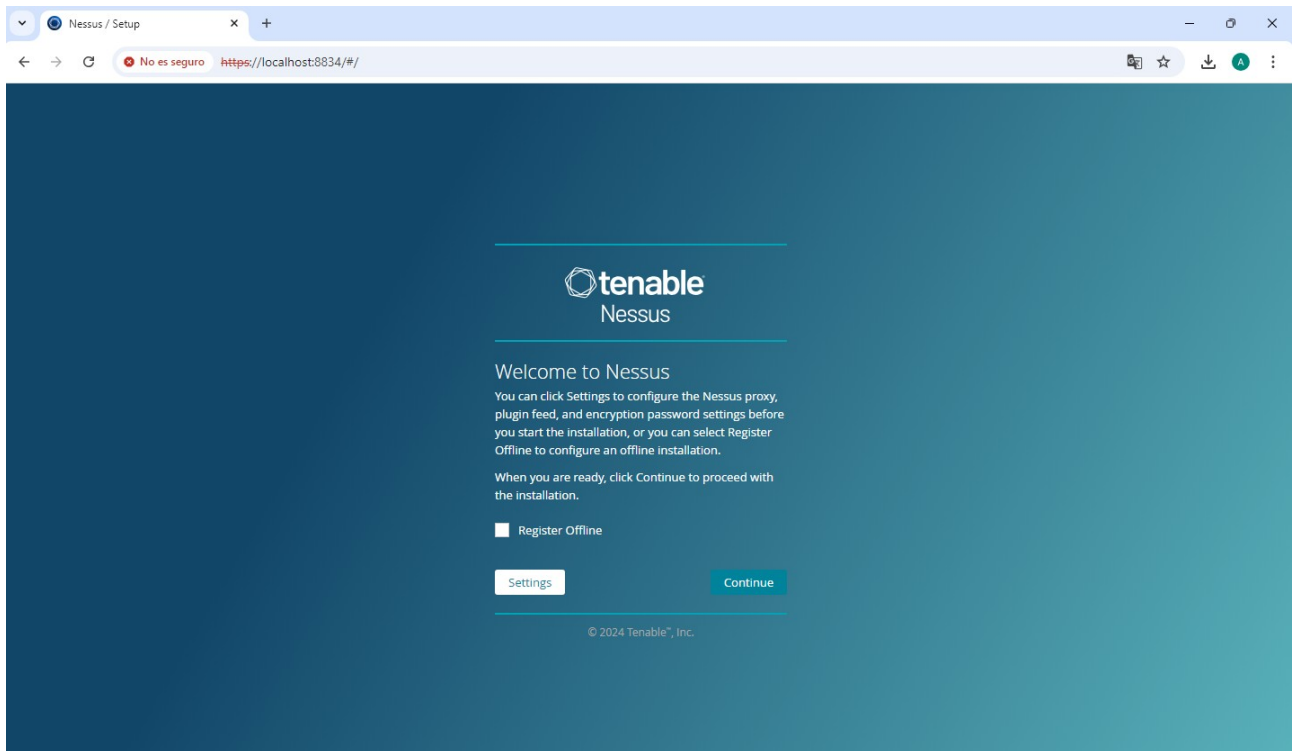 Nessus / Setup
No es seguro https://localhost:8834/#/
A
tenable
Nessus
Welcome to Nessus
You can click Settings to configure the Nessus proxy,
plugin feed, and encryption password settings before
you start the installation, or you can select Register
Offline to configure an offline installation.
When you are ready, click Continue to proceed with
the installation.
Register Offline
Settings Continue
© 2024 Tenable™, Inc.